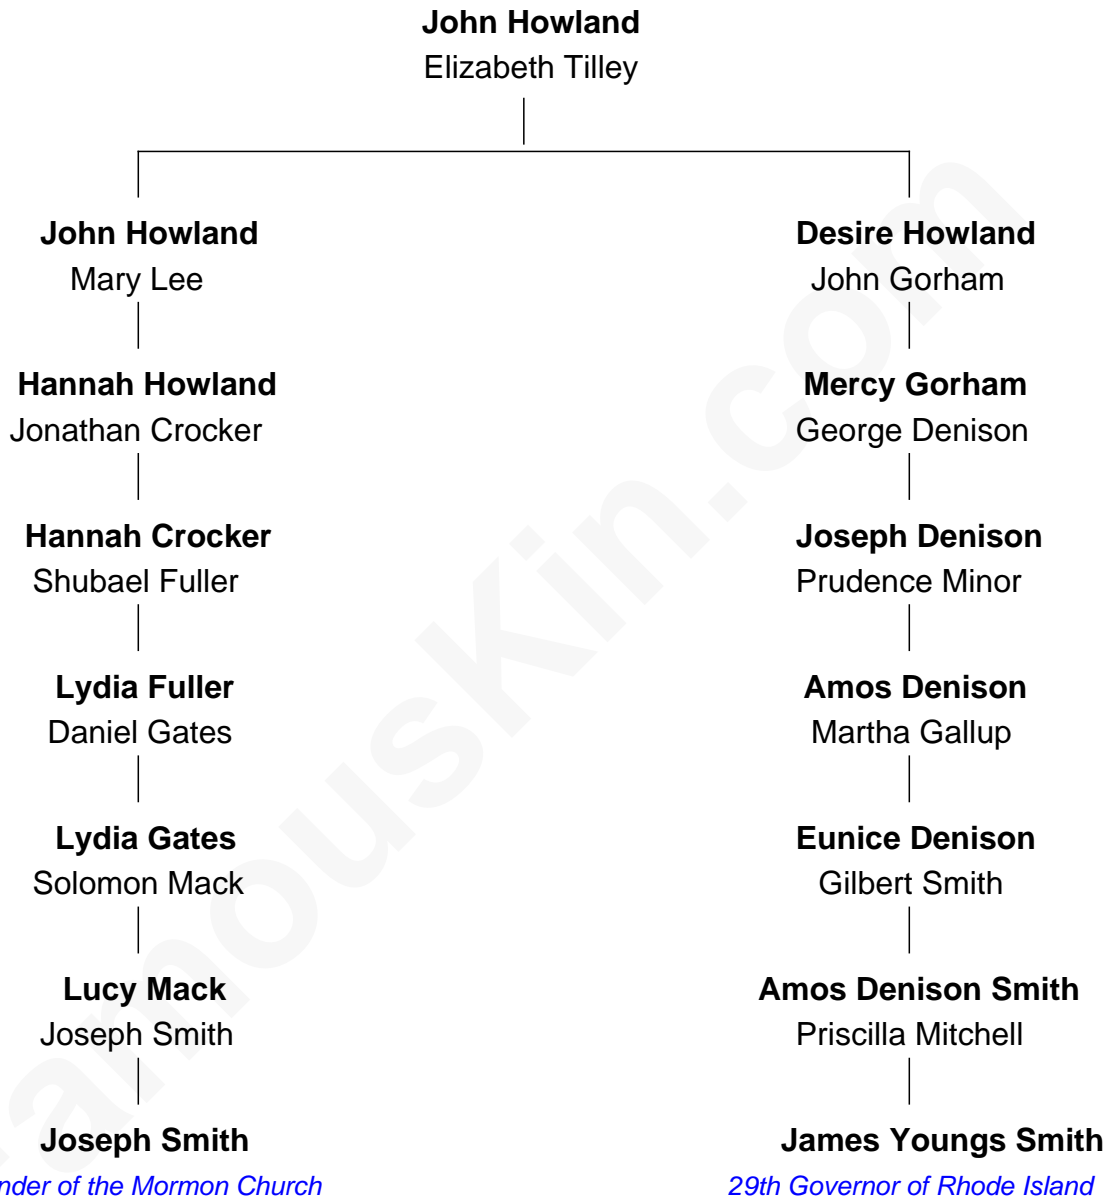 John Howland
Elizabeth Tilley
John Howland
Mary Lee
Desire Howland
John Gorham
Hannah Howland
Jonathan Crocker
Mercy Gorham
George Denison
Hannah Crocker
Shubael Fuller
Joseph Denison
Prudence Minor
Lydia Fuller
Daniel Gates
Amos Denison
Martha Gallup
Lydia Gates
Solomon Mack
Eunice Denison
Gilbert Smith
Lucy Mack
Joseph Smith
Amos Denison Smith
Priscilla Mitchell
Joseph Smith
nder of the Mormon Church
James Youngs Smith
29th Governor of Rhode Island
amousKin.com